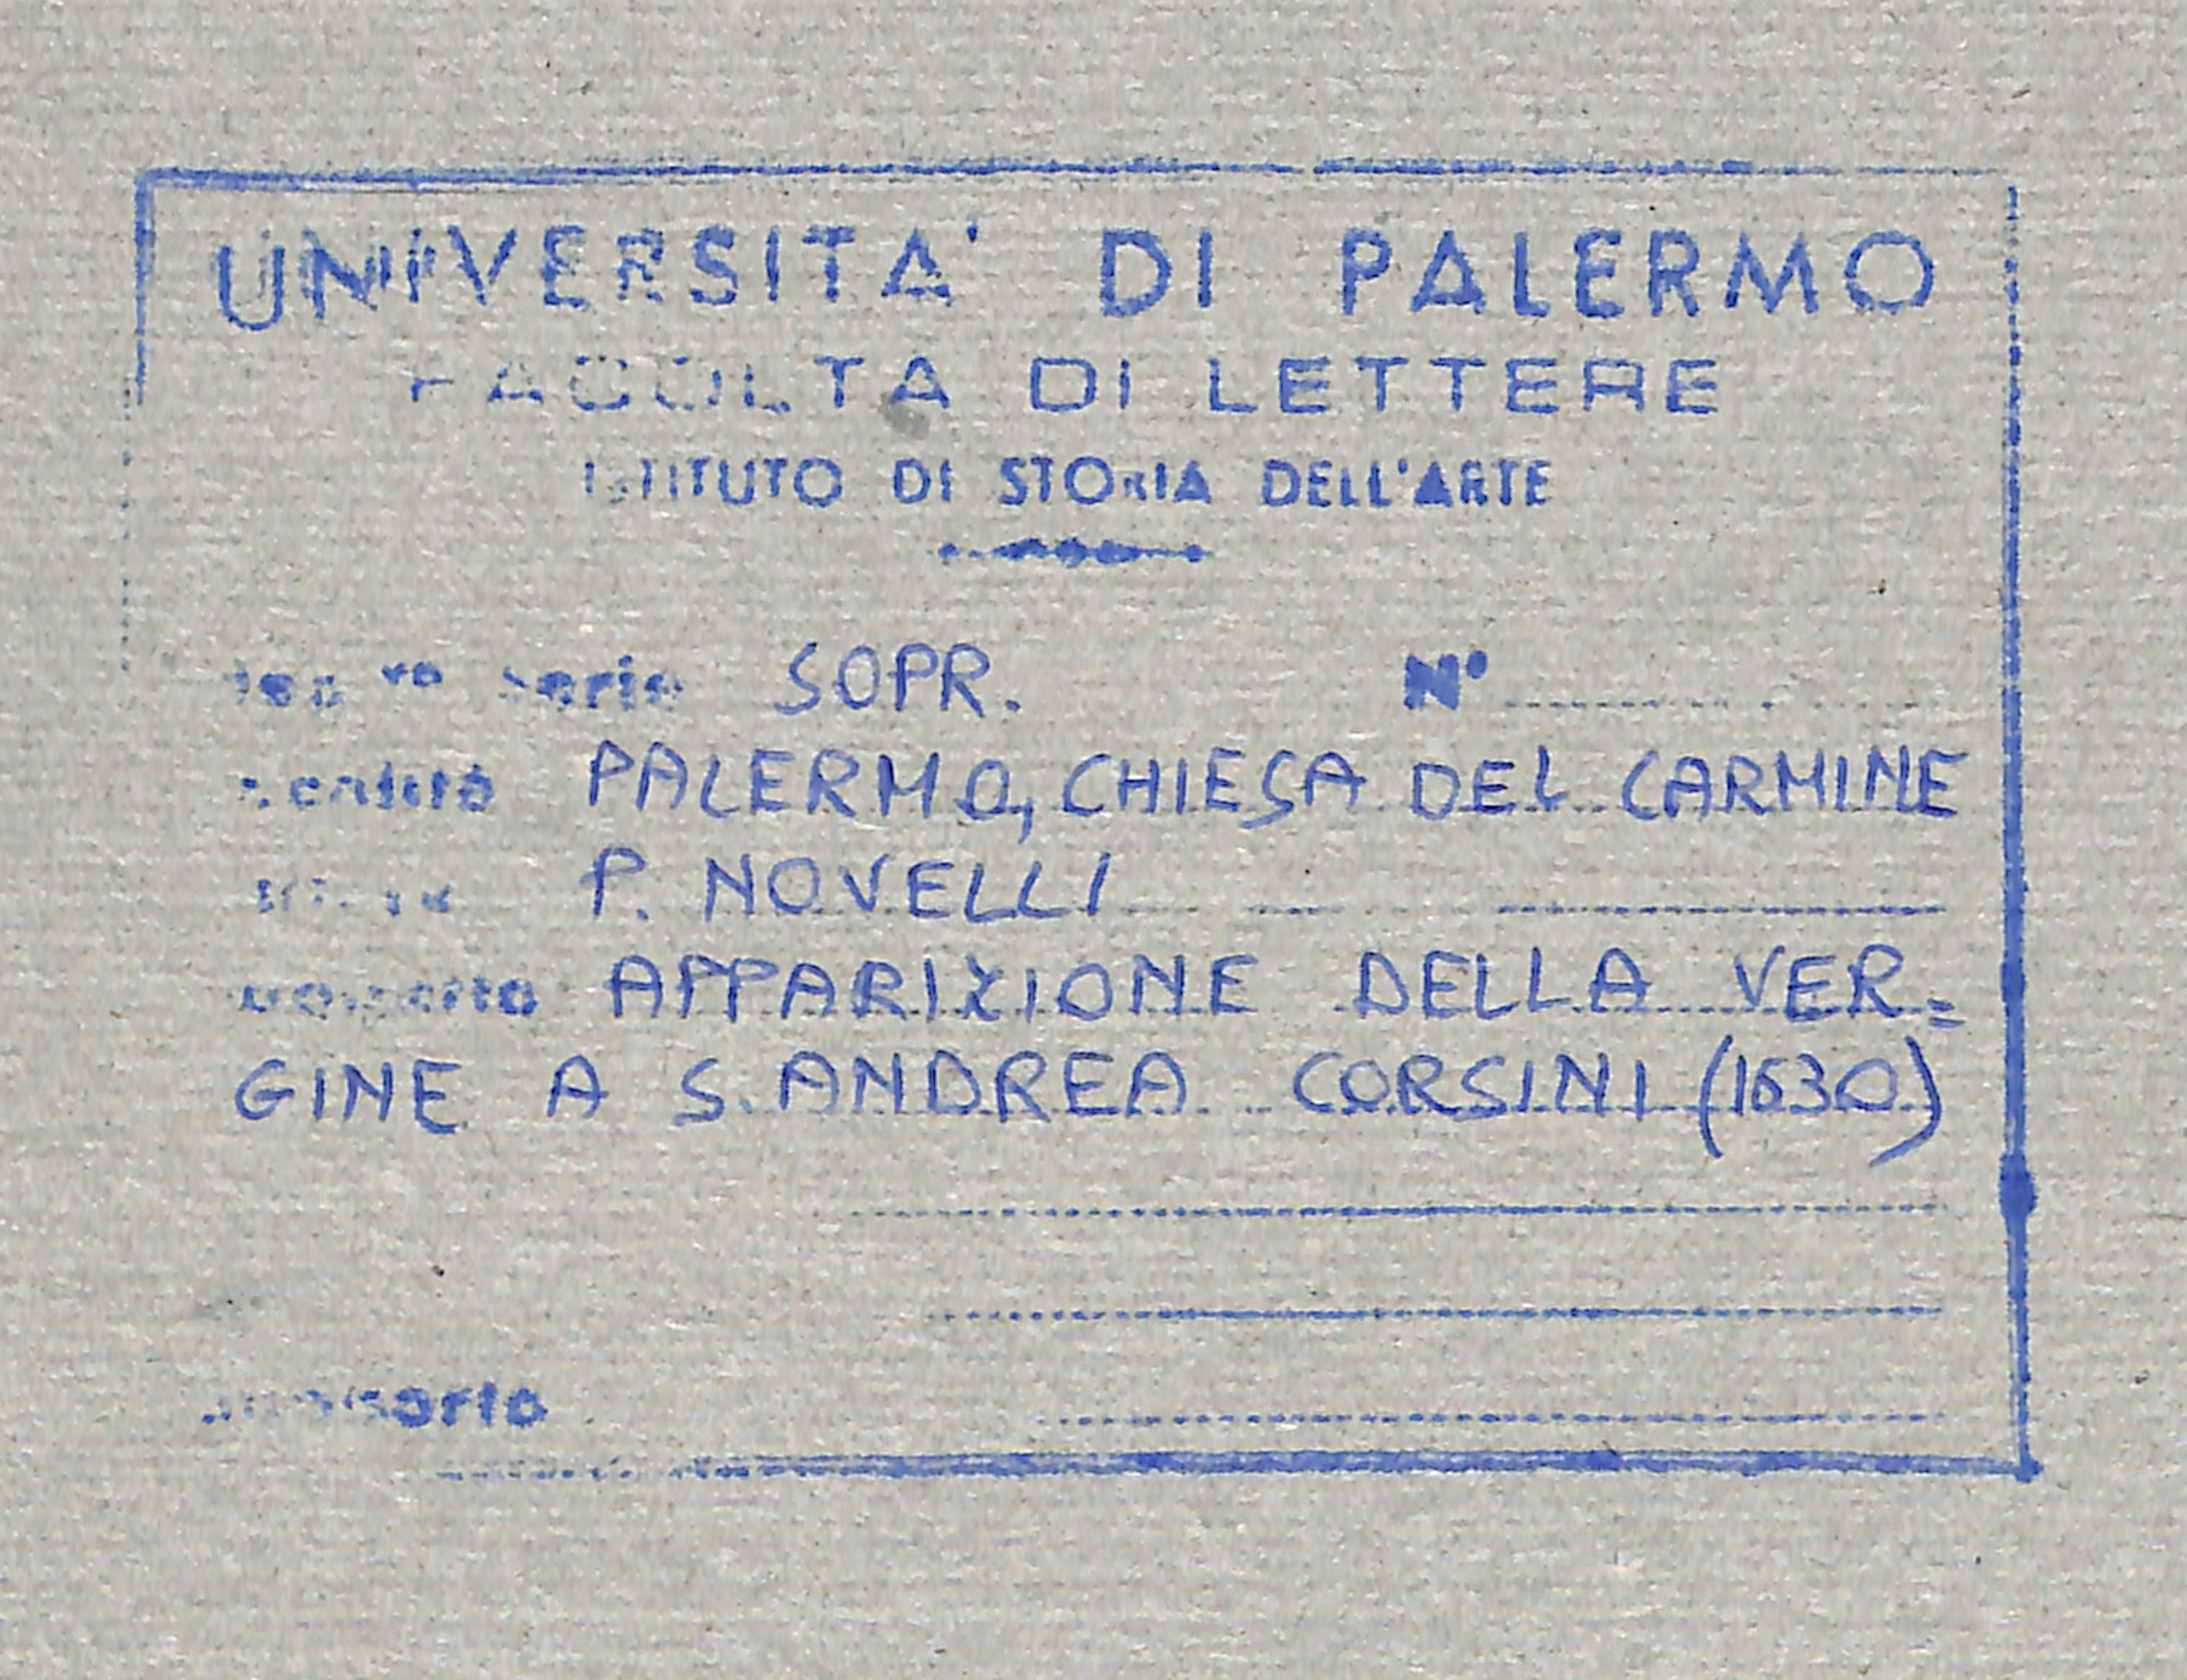 UNIVERSITA' DI PALERMO
FACOLTA DI LETTERE
ISTITUTO DI STORIA DELL'ARTE
serie SOPR. N°
PALERMO, CHIESA DEL CARMINE
P. NOVELLI
APPARIZIONE DELLA VER=
GINE A S. ANDREA CORSINI (1630)